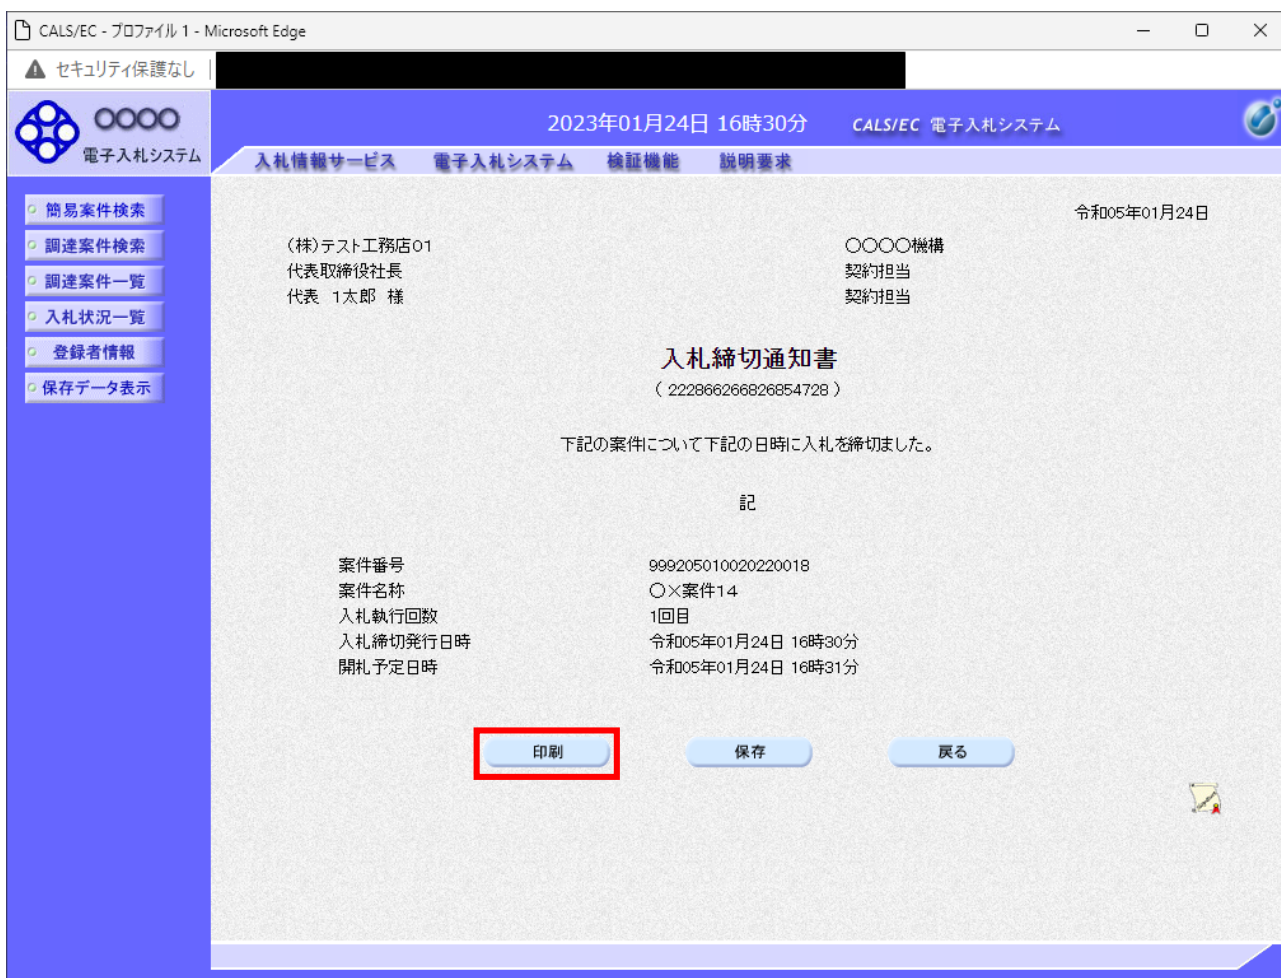 CALS/EC - プロファイル 1 - Microsoft Edge
セキュリティ保護なし
〇〇〇〇
電子入札システム
2023年01月24日 16時30分 CALS/EC 電子入札システム
入札情報サービス 電子入札システム 検証機能 説明要求
簡易案件検索
調達案件検索
調達案件一覧
入札状況一覧
登録者情報
保存データ表示
令和05年01月24日
(株)テスト工務店01
代表取締役社長
代表 1太郎 様
〇〇〇〇機構
契約担当
契約担当
入札締切通知書
( 222866266826854728 )
下記の案件について下記の日時に入札を締切ました。
記
案件番号 999205010020220018
案件名称 〇×案件14
入札執行回数 1回目
入札締切発行日時 令和05年01月24日 16時30分
開札予定日時 令和05年01月24日 16時31分
印刷 保存 戻る